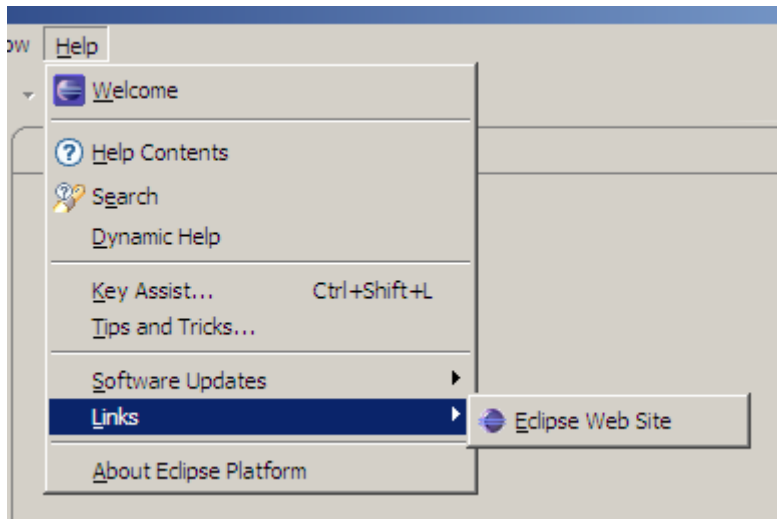 Help
Welcome
Help Contents
Search
Dynamic Help
Key Assist... Ctrl+Shift+L
Tips and Tricks...
Software Updates
Links
Eclipse Web Site
About Eclipse Platform